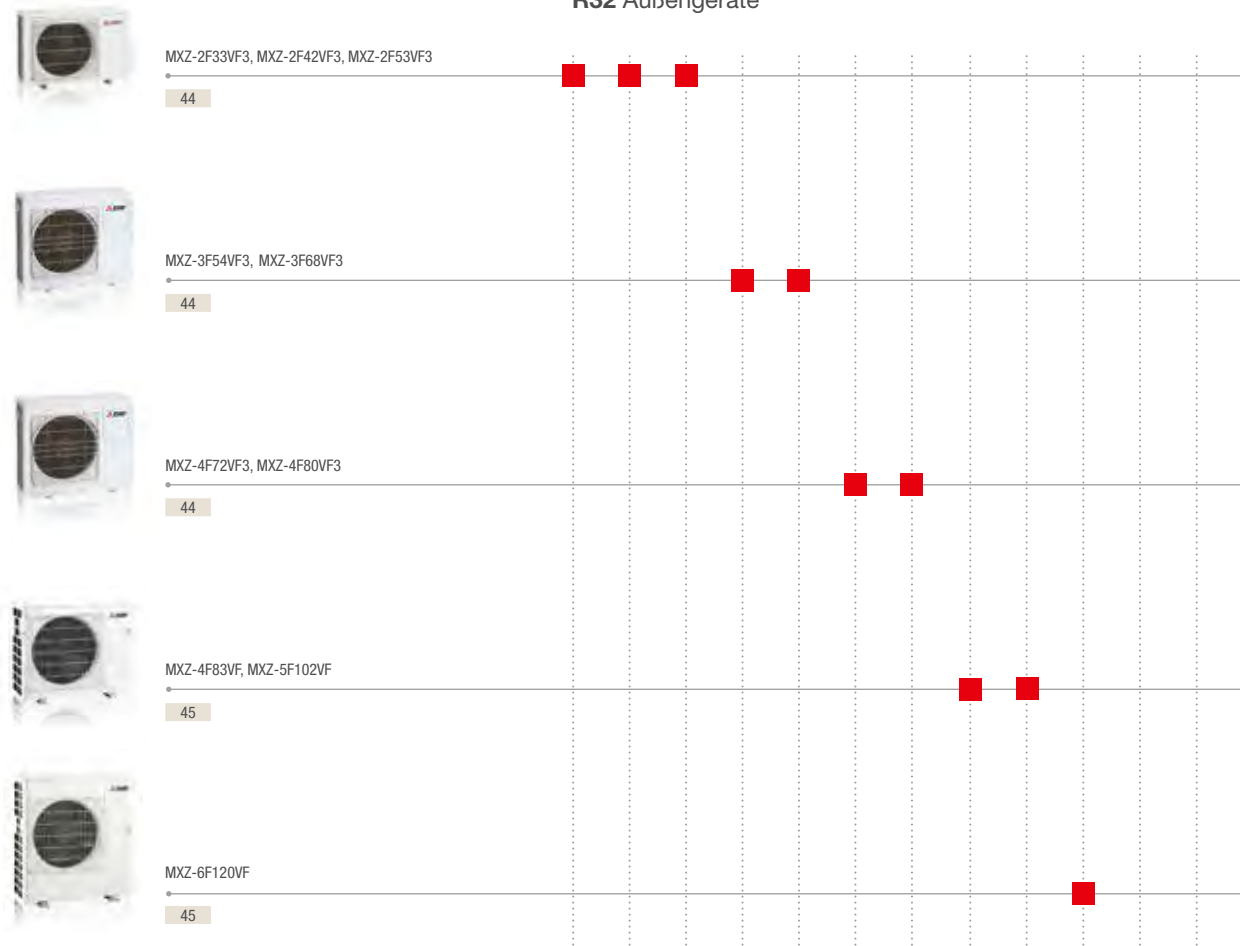 R32 Außengeräte
MXZ-2F33VF3, MXZ-2F42VF3, MXZ-2F53VF3
44
MXZ-3F54VF3, MXZ-3F68VF3
44
MXZ-4F72VF3, MXZ-4F80VF3
44
MXZ-4F83VF, MXZ-5F102VF
45
MXZ-6F120VF
45